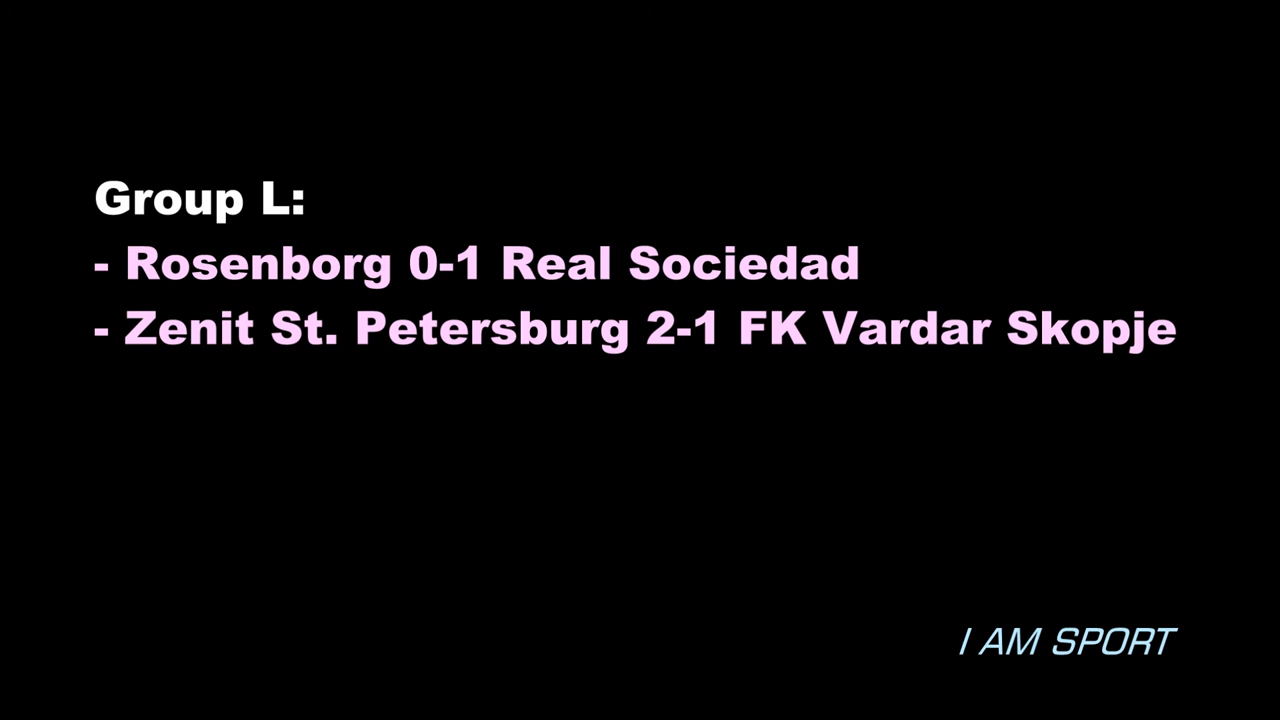 Group L:
- Rosenborg 0-1 Real Sociedad
- Zenit St. Petersburg 2-1 FK Vardar Skopje
I AM SPORT